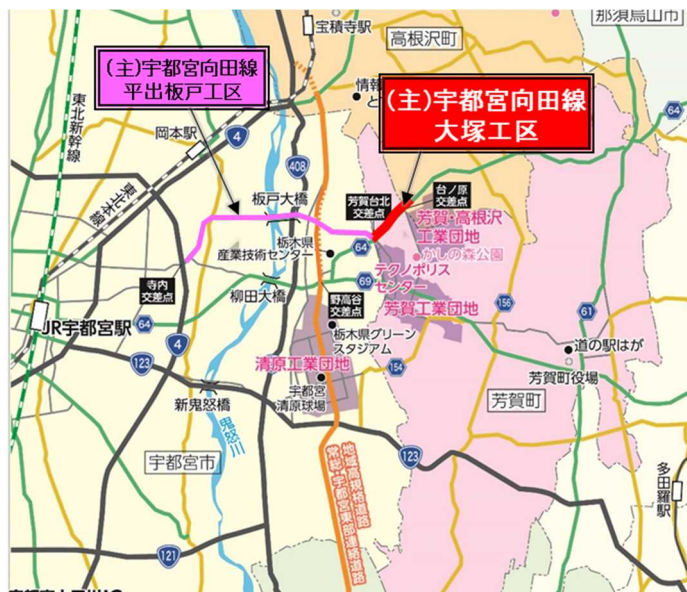 那須烏山市
宝積寺駅
高根沢町
(主)宇都宮向田線
平出板戸工区
情報
と
(主)宇都宮向田線
大塚工区
64
東北新幹線
岡本駅
4
408
東北本線
板戸大橋
芳賀台北
交差点
台ノ原
交差点
芳賀・高根沢
工業団地
かしの森公園
栃木県
産業技術センター
64
テクノポリス
センター
寺内
交差点
柳田大橋
69
野高谷
交差点
芳賀工業団地
156
61
JR宇都宮駅
64
4
栃木県グリーン
スタジアム
道の駅はが
123
清原工業団地
154
芳賀町役場
新鬼怒橋
宇都宮
清原球場
芳賀町
鬼怒川
宇都宮市
123
地域高規格道路
常総・宇都宮東部連絡道路
多田羅駅
121